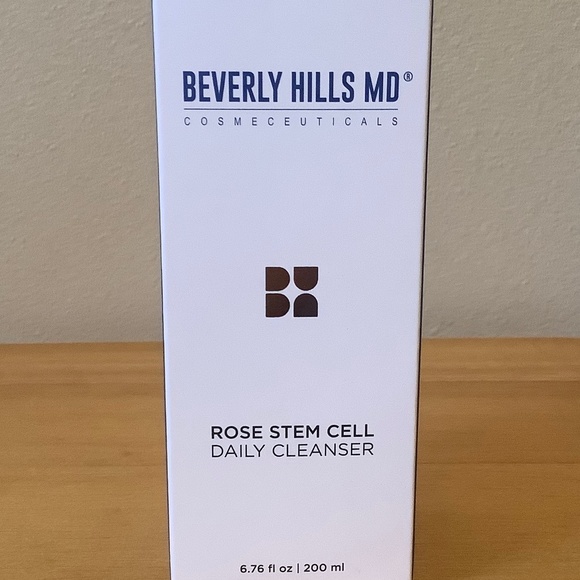 BEVERLY HILLS MD®
COSMECEUTICALS
ROSE STEM CELL
DAILY CLEANSER
6.76 fl oz | 200 ml